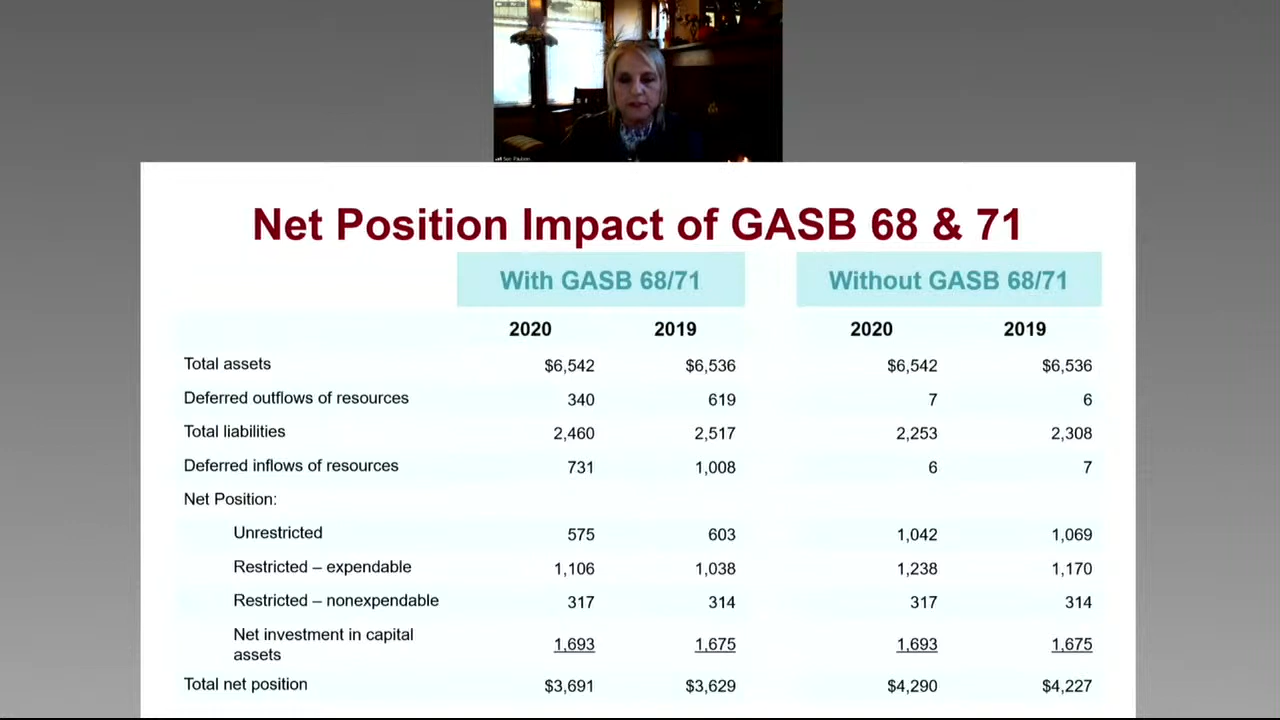 Sue Paulson
Net Position Impact of GASB 68 & 71
With GASB 68/71 Without GASB 68/71
2020 2019 2020 2019
Total assets $6,542 $6,536 $6,542 $6,536
Deferred outflows of resources 340 619 7 6
Total liabilities 2,460 2,517 2,253 2,308
Deferred inflows of resources 731 1,008 6 7
Net Position:
Unrestricted 575 603 1,042 1,069
Restricted – expendable 1,106 1,038 1,238 1,170
Restricted – nonexpendable 317 314 317 314
Net investment in capital
assets 1,693 1,675 1,693 1,675
Total net position $3,691 $3,629 $4,290 $4,227